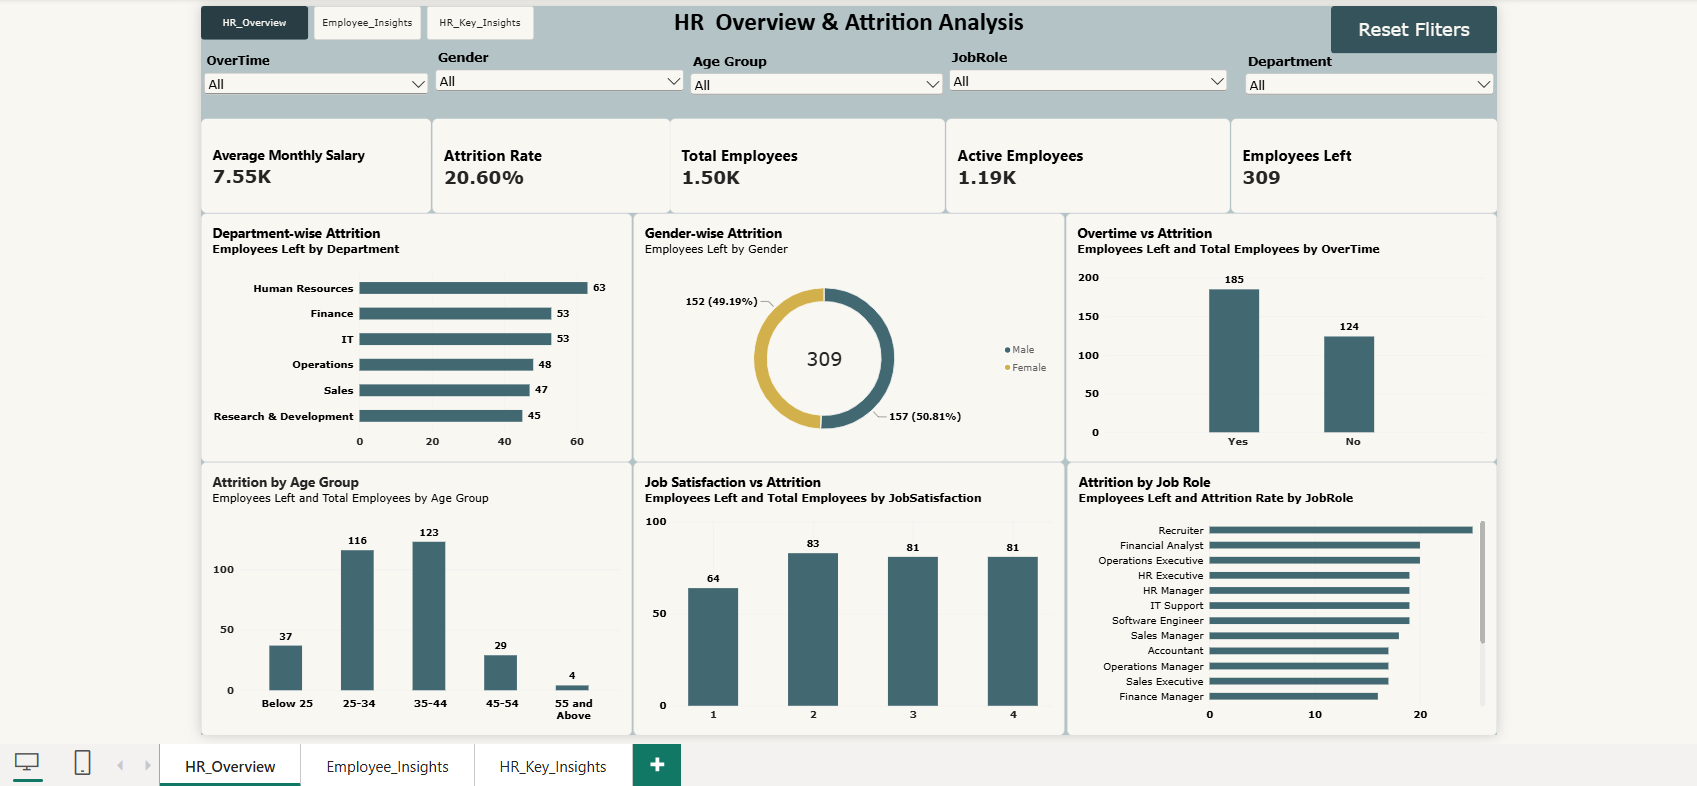 HR_Overview
Employee_Insights
HR_Key_Insights
HR  Overview & Attrition Analysis
Reset Fliters
OverTime
All
Gender
All
Age Group
All
JobRole
All
Department
All
Average Monthly Salary
7.55K
Attrition Rate
20.60%
Total Employees
1.50K
Active Employees
1.19K
Employees Left
309
Department-wise Attrition
Employees Left by Department
Human Resources 63
Finance 53
IT 53
Operations 48
Sales 47
Research & Development 45
0 20 40 60
Gender-wise Attrition
Employees Left by Gender
152 (49.19%)
309
157 (50.81%)
Male
Female
Overtime vs Attrition
Employees Left and Total Employees by OverTime
200
150
100
50
0
185
124
Yes No
Attrition by Age Group
Employees Left and Total Employees by Age Group
100
50
0
37
116
123
29
4
Below 25
25-34
35-44
45-54
55 and
Above
Job Satisfaction vs Attrition
Employees Left and Total Employees by JobSatisfaction
100
50
0
64
83
81
81
1 2 3 4
Attrition by Job Role
Employees Left and Attrition Rate by JobRole
Recruiter
Financial Analyst
Operations Executive
HR Executive
HR Manager
IT Support
Software Engineer
Sales Manager
Accountant
Operations Manager
Sales Executive
Finance Manager
0 10 20
HR_Overview
Employee_Insights
HR_Key_Insights